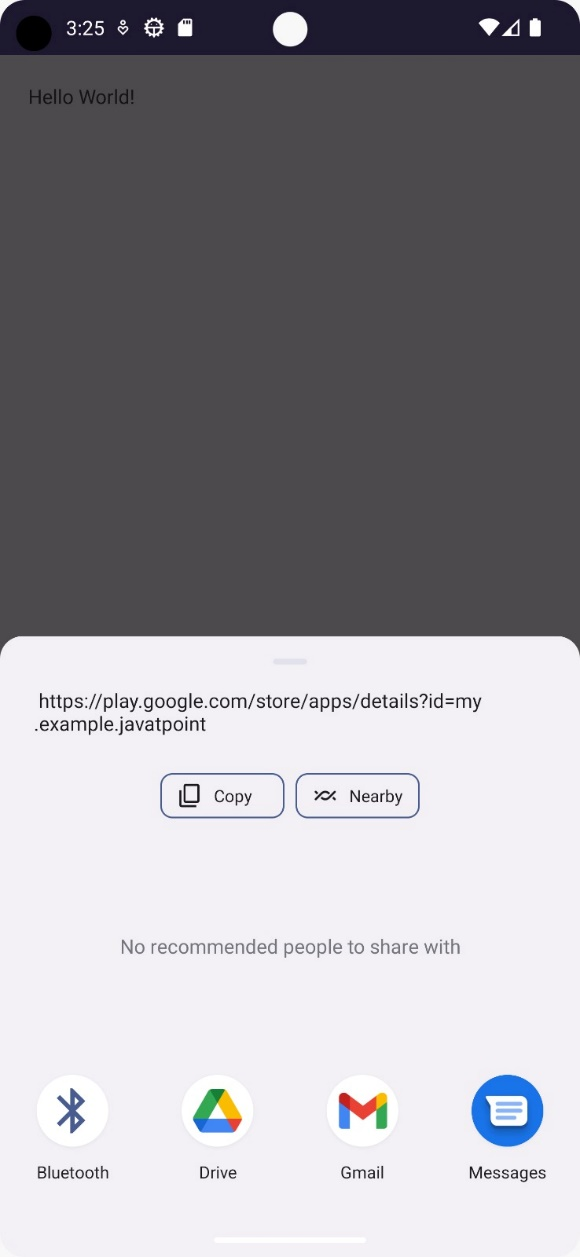 3:25
Hello World!
https://play.google.com/store/apps/details?id=my
.example.javatpoint
Copy Nearby
No recommended people to share with
Bluetooth Drive Gmail Messages